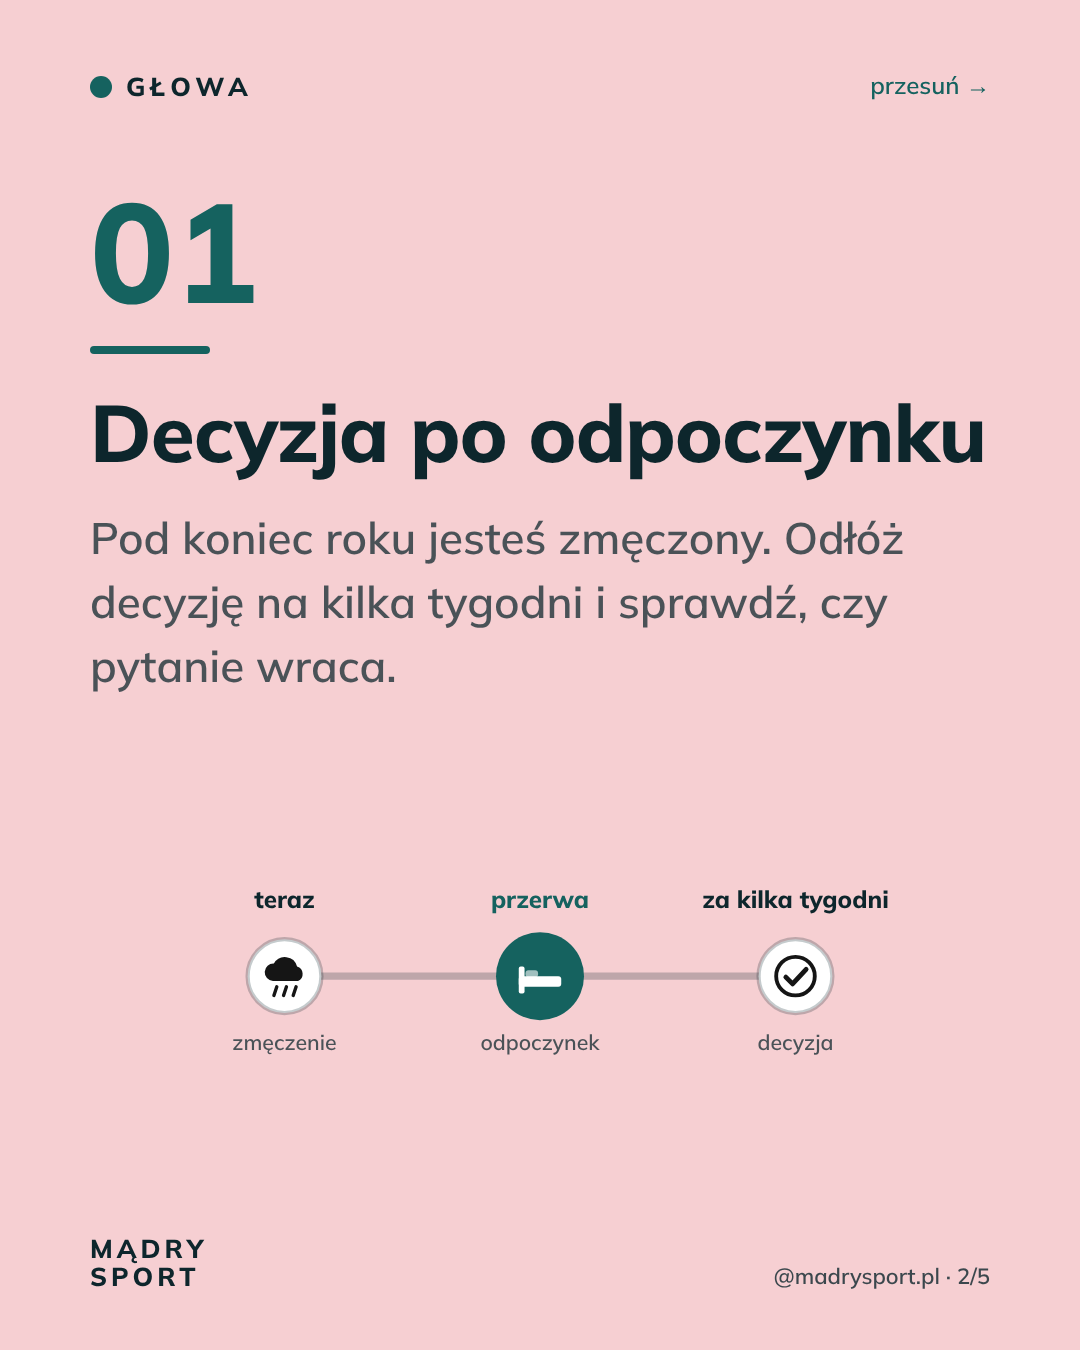 GŁOWA
przesuń →
01
Decyzja po odpoczynku
Pod koniec roku jesteś zmęczony. Odłóż
decyzję na kilka tygodni i sprawdź, czy
pytanie wraca.
teraz
przerwa
za kilka tygodni
zmęczenie
odpoczynek
decyzja
MĄDRY
SPORT
@madrysport.pl · 2/5